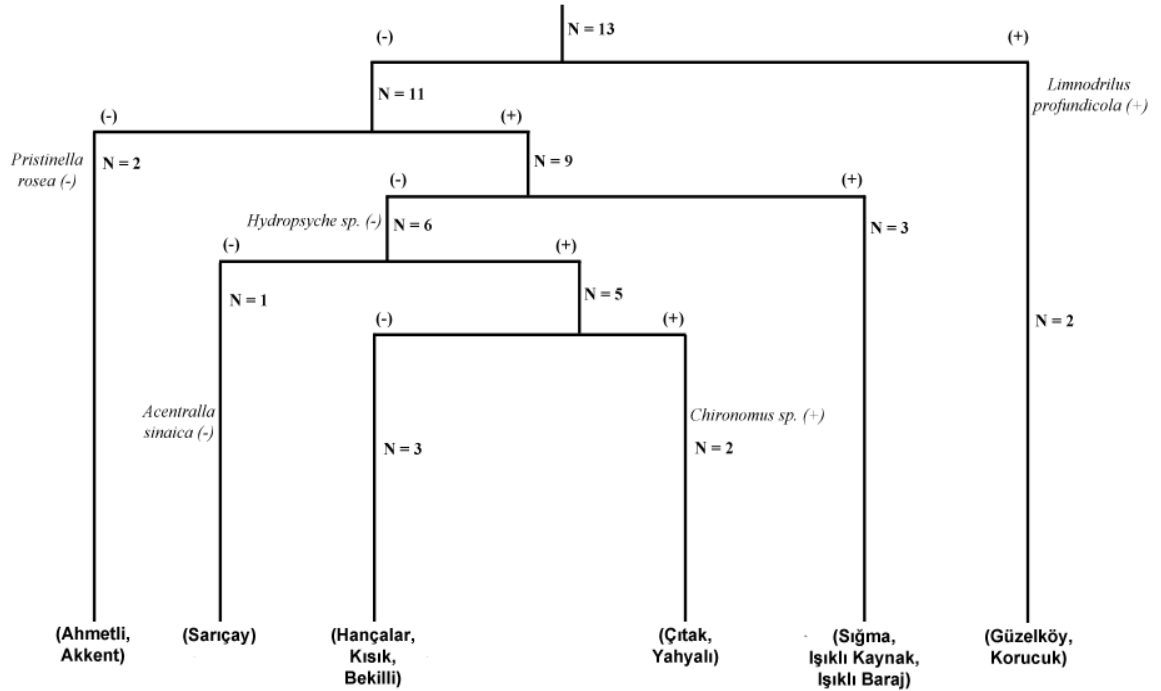 N = 13
(-)
(+)
Limnodrilus
profundicola (+)
N = 11
(-)
(+)
Pristinella
rosea (-)
N = 2
N = 9
(-)
(+)
Hydropsyche sp. (-)
N = 6
N = 3
(-)
(+)
N = 1
N = 5
(-)
(+)
N = 2
Acentralla
sinaica (-)
Chironomus sp. (+)
N = 3
N = 2
(Ahmetli,
Akkent)
(Sarıçay)
(Hançalar,
Kısık,
Bekilli)
(Çıtak,
Yahyalı)
(Sığma,
Işıklı Kaynak,
Işıklı Baraj)
(Güzelköy,
Korucuk)